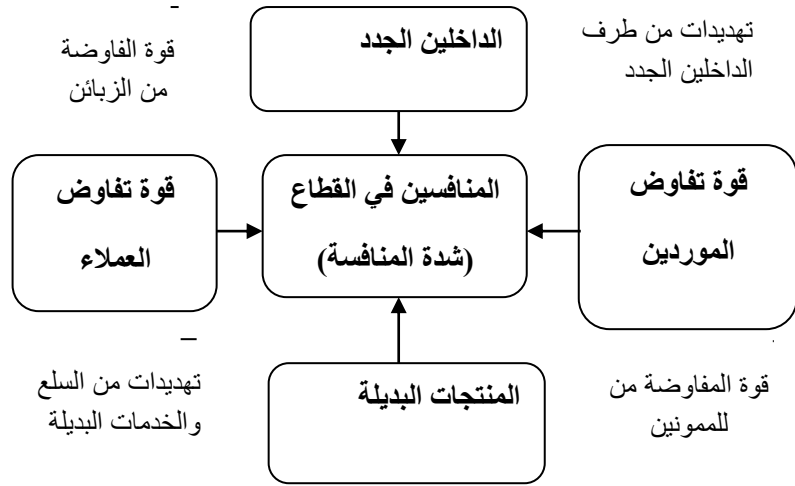 تهديدات من طرف
الداخلين الجدد
الداخلين الجدد
قوة الفاوضة
من الزبائن
قوة تفاوض
الموردين
المنافسين في القطاع
(شدة المنافسة)
قوة تفاوض
العملاء
قوة المفاوضة من
للممونين
المنتجات البديلة
تهديدات من السلع
والخدمات البديلة